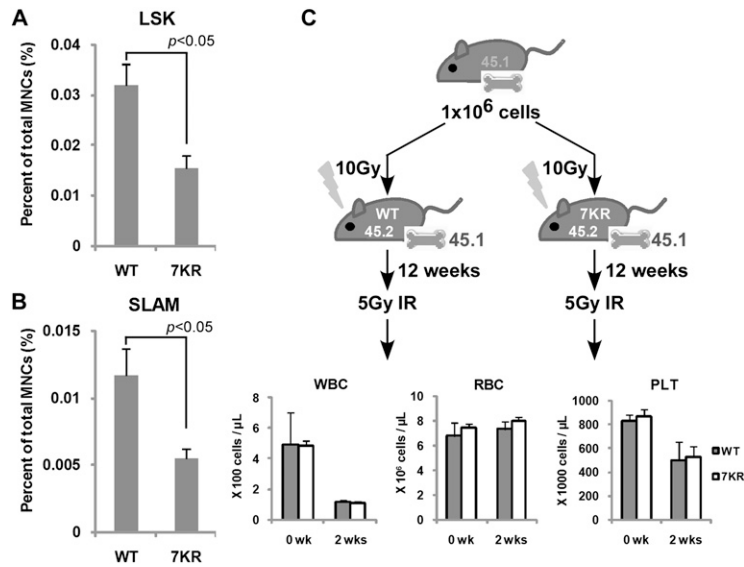 A
LSK
p<0.05
Percent of total MNCs (%)
0.04
0.03
0.02
0.01
0
WT 7KR
B
SLAM
p<0.05
Percent of total MNCs (%)
0.015
0.01
0.005
0
WT 7KR
C
45.1
1x10⁶ cells
10Gy 10Gy
WT 7KR
45.2 45.1 45.2 45.1
12 weeks 12 weeks
5Gy IR 5Gy IR
WBC
X 100 cells / µL
8
6
4
2
0
0 wk 2 wks
RBC
X 10⁶ cells / µL
10
8
6
4
2
0
0 wk 2 wks
PLT
X 1000 cells / µL
1000
800
600
400
200
0
0 wk 2 wks
WT
7KR